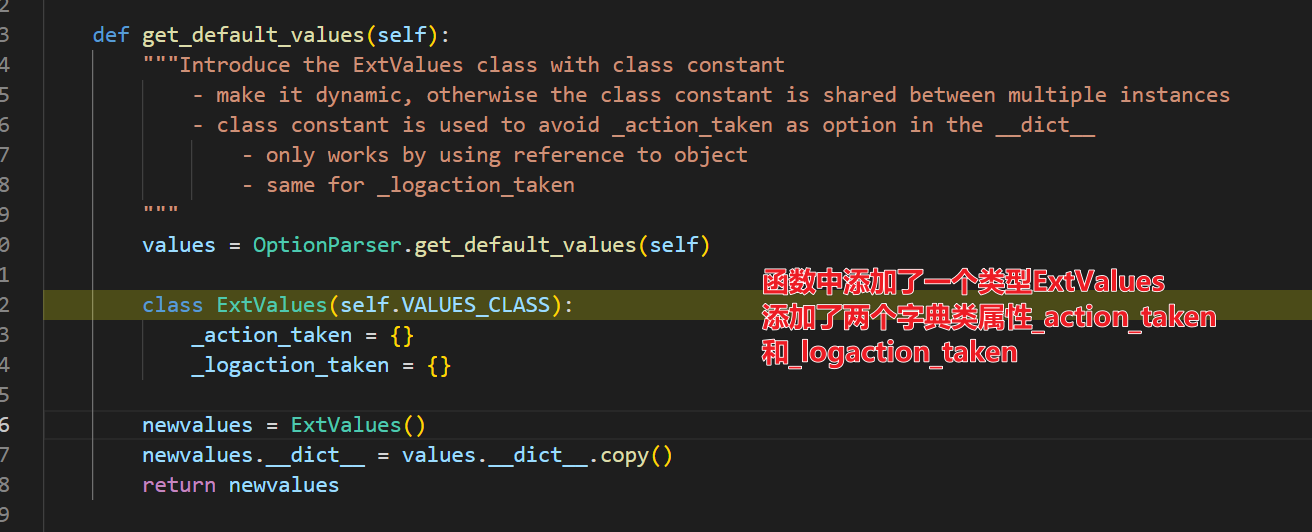 2
3 def get_default_values(self):
4 """Introduce the ExtValues class with class constant
5 - make it dynamic, otherwise the class constant is shared between multiple instances
6 - class constant is used to avoid _action_taken as option in the __dict__
7 - only works by using reference to object
8 - same for _logaction_taken
9 """
0 values = OptionParser.get_default_values(self)
1
2 class ExtValues(self.VALUES_CLASS):
3 _action_taken = {}
4 _logaction_taken = {}
5
6 newvalues = ExtValues()
7 newvalues.__dict__ = values.__dict__.copy()
8 return newvalues
9
函数中添加了一个类型ExtValues
添加了两个字典类属性_action_taken
和_logaction_taken